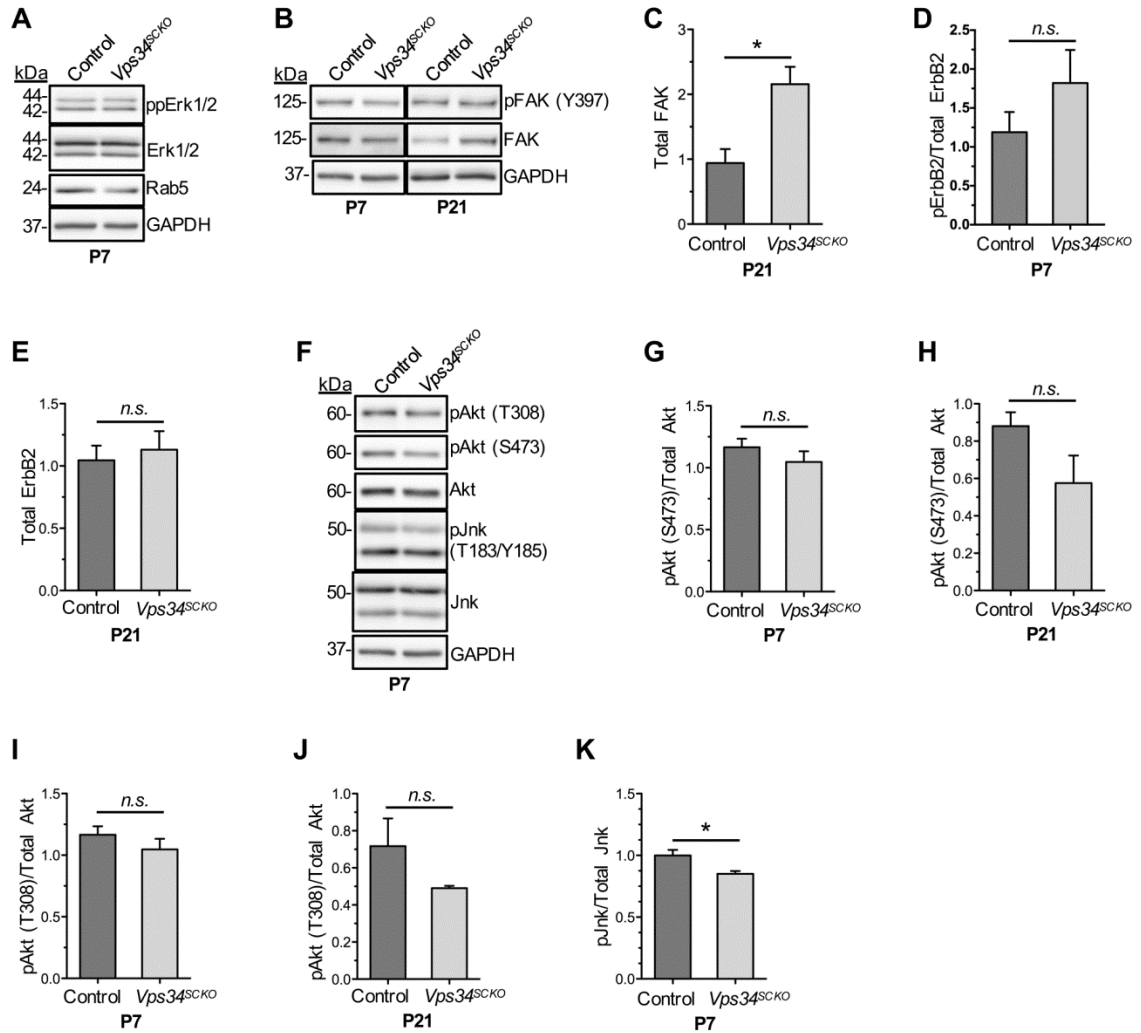 A
Control
Vps34SCKO
kDa
44-
42-
ppErk1/2
44-
42-
Erk1/2
24-
Rab5
37-
GAPDH
P7
B
Control
Vps34SCKO
Control
Vps34SCKO
kDa
125-
pFAK (Y397)
125-
FAK
37-
GAPDH
P7
P21
C
Total FAK
3
2
1
0
*
Control
Vps34SCKO
P21
D
pErbB2/Total ErbB2
2.5
2.0
1.5
1.0
0.5
0.0
n.s.
Control
Vps34SCKO
P7
E
Total ErbB2
1.5
1.0
0.5
0.0
n.s.
Control
Vps34SCKO
P21
F
Control
Vps34SCKO
kDa
60-
pAkt (T308)
60-
pAkt (S473)
60-
Akt
50-
pJnk
(T183/Y185)
50-
Jnk
37-
GAPDH
P7
G
pAkt (S473)/Total Akt
1.5
1.0
0.5
0.0
n.s.
Control
Vps34SCKO
P7
H
pAkt (S473)/Total Akt
1.0
0.8
0.6
0.4
0.2
0.0
n.s.
Control
Vps34SCKO
P21
I
pAkt (T308)/Total Akt
1.5
1.0
0.5
0.0
n.s.
Control
Vps34SCKO
P7
J
pAkt (T308)/Total Akt
1.0
0.8
0.6
0.4
0.2
0.0
n.s.
Control
Vps34SCKO
P21
K
pJnk/Total Jnk
1.5
1.0
0.5
0.0
*
Control
Vps34SCKO
P7